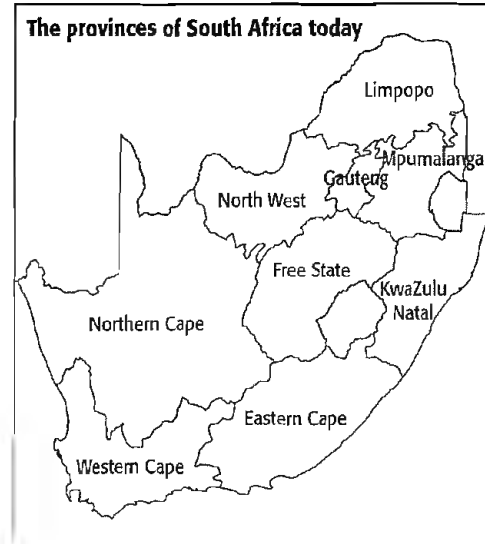 The provinces of South Africa today
Limpopo
Mpumalanga
Gauteng
North West
Free State
KwaZulu
Natal
Northern Cape
Eastern Cape
Western Cape